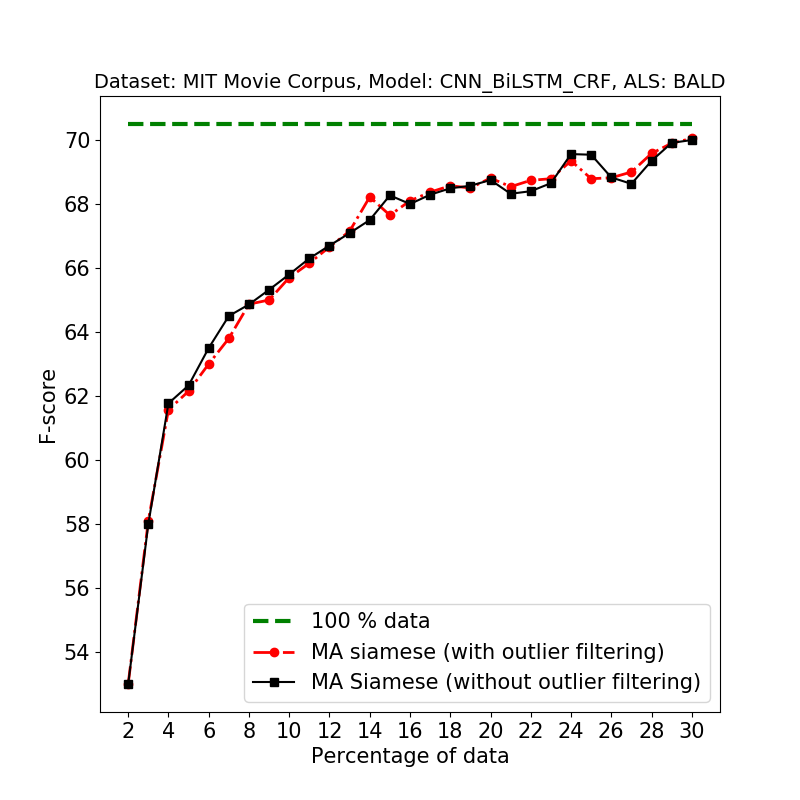 Dataset: MIT Movie Corpus, Model: CNN_BiLSTM_CRF, ALS: BALD
70
68
66
64
62
60
58
56
54
F-score
100 % data
MA siamese (with outlier filtering)
MA Siamese (without outlier filtering)
2 4 6 8 10 12 14 16 18 20 22 24 26 28 30
Percentage of data